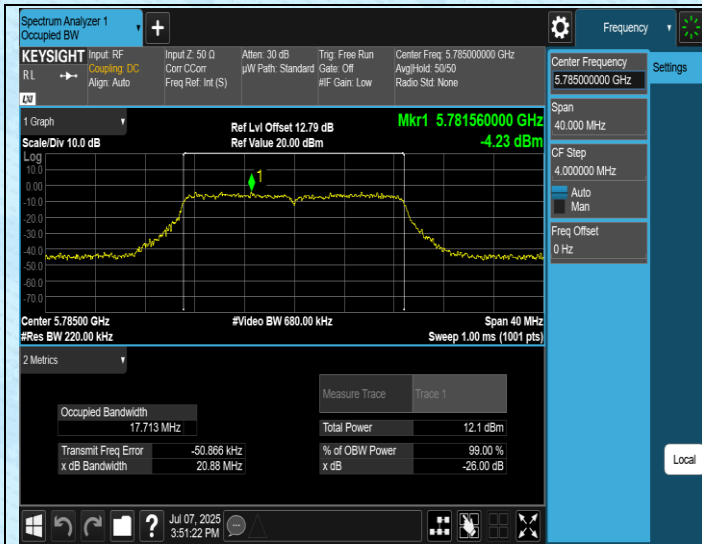 Spectrum Analyzer 1
Occupied BW
Frequency
KEYSIGHT
RL
LXI
Input: RF
Coupling: DC
Align: Auto
Input Z: 50 Ω
Corr CCorr
Freq Ref: Int (S)
Atten: 30 dB
µW Path: Standard
Trig: Free Run
Gate: Off
#IF Gain: Low
Center Freq: 5.785000000 GHz
Avg|Hold: 50/50
Radio Std: None
Center Frequency
5.785000000 GHz
Settings
Span
40.000 MHz
CF Step
4.000000 MHz
Auto
Man
Freq Offset
0 Hz
Local
1 Graph
Scale/Div 10.0 dB
Ref Lvl Offset 12.79 dB
Ref Value 20.00 dBm
Mkr1 5.781560000 GHz
-4.23 dBm
Log
10.0
0.00
-10.0
-20.0
-30.0
-40.0
-50.0
-60.0
-70.0
1
Center 5.78500 GHz
#Res BW 220.00 kHz
#Video BW 680.00 kHz
Span 40 MHz
Sweep 1.00 ms (1001 pts)
2 Metrics
Measure Trace
Trace 1
Occupied Bandwidth
17.713 MHz
Total Power
12.1 dBm
Transmit Freq Error
-50.866 kHz
% of OBW Power
99.00 %
x dB Bandwidth
20.88 MHz
x dB
-26.00 dB
Jul 07, 2025
3:51:22 PM